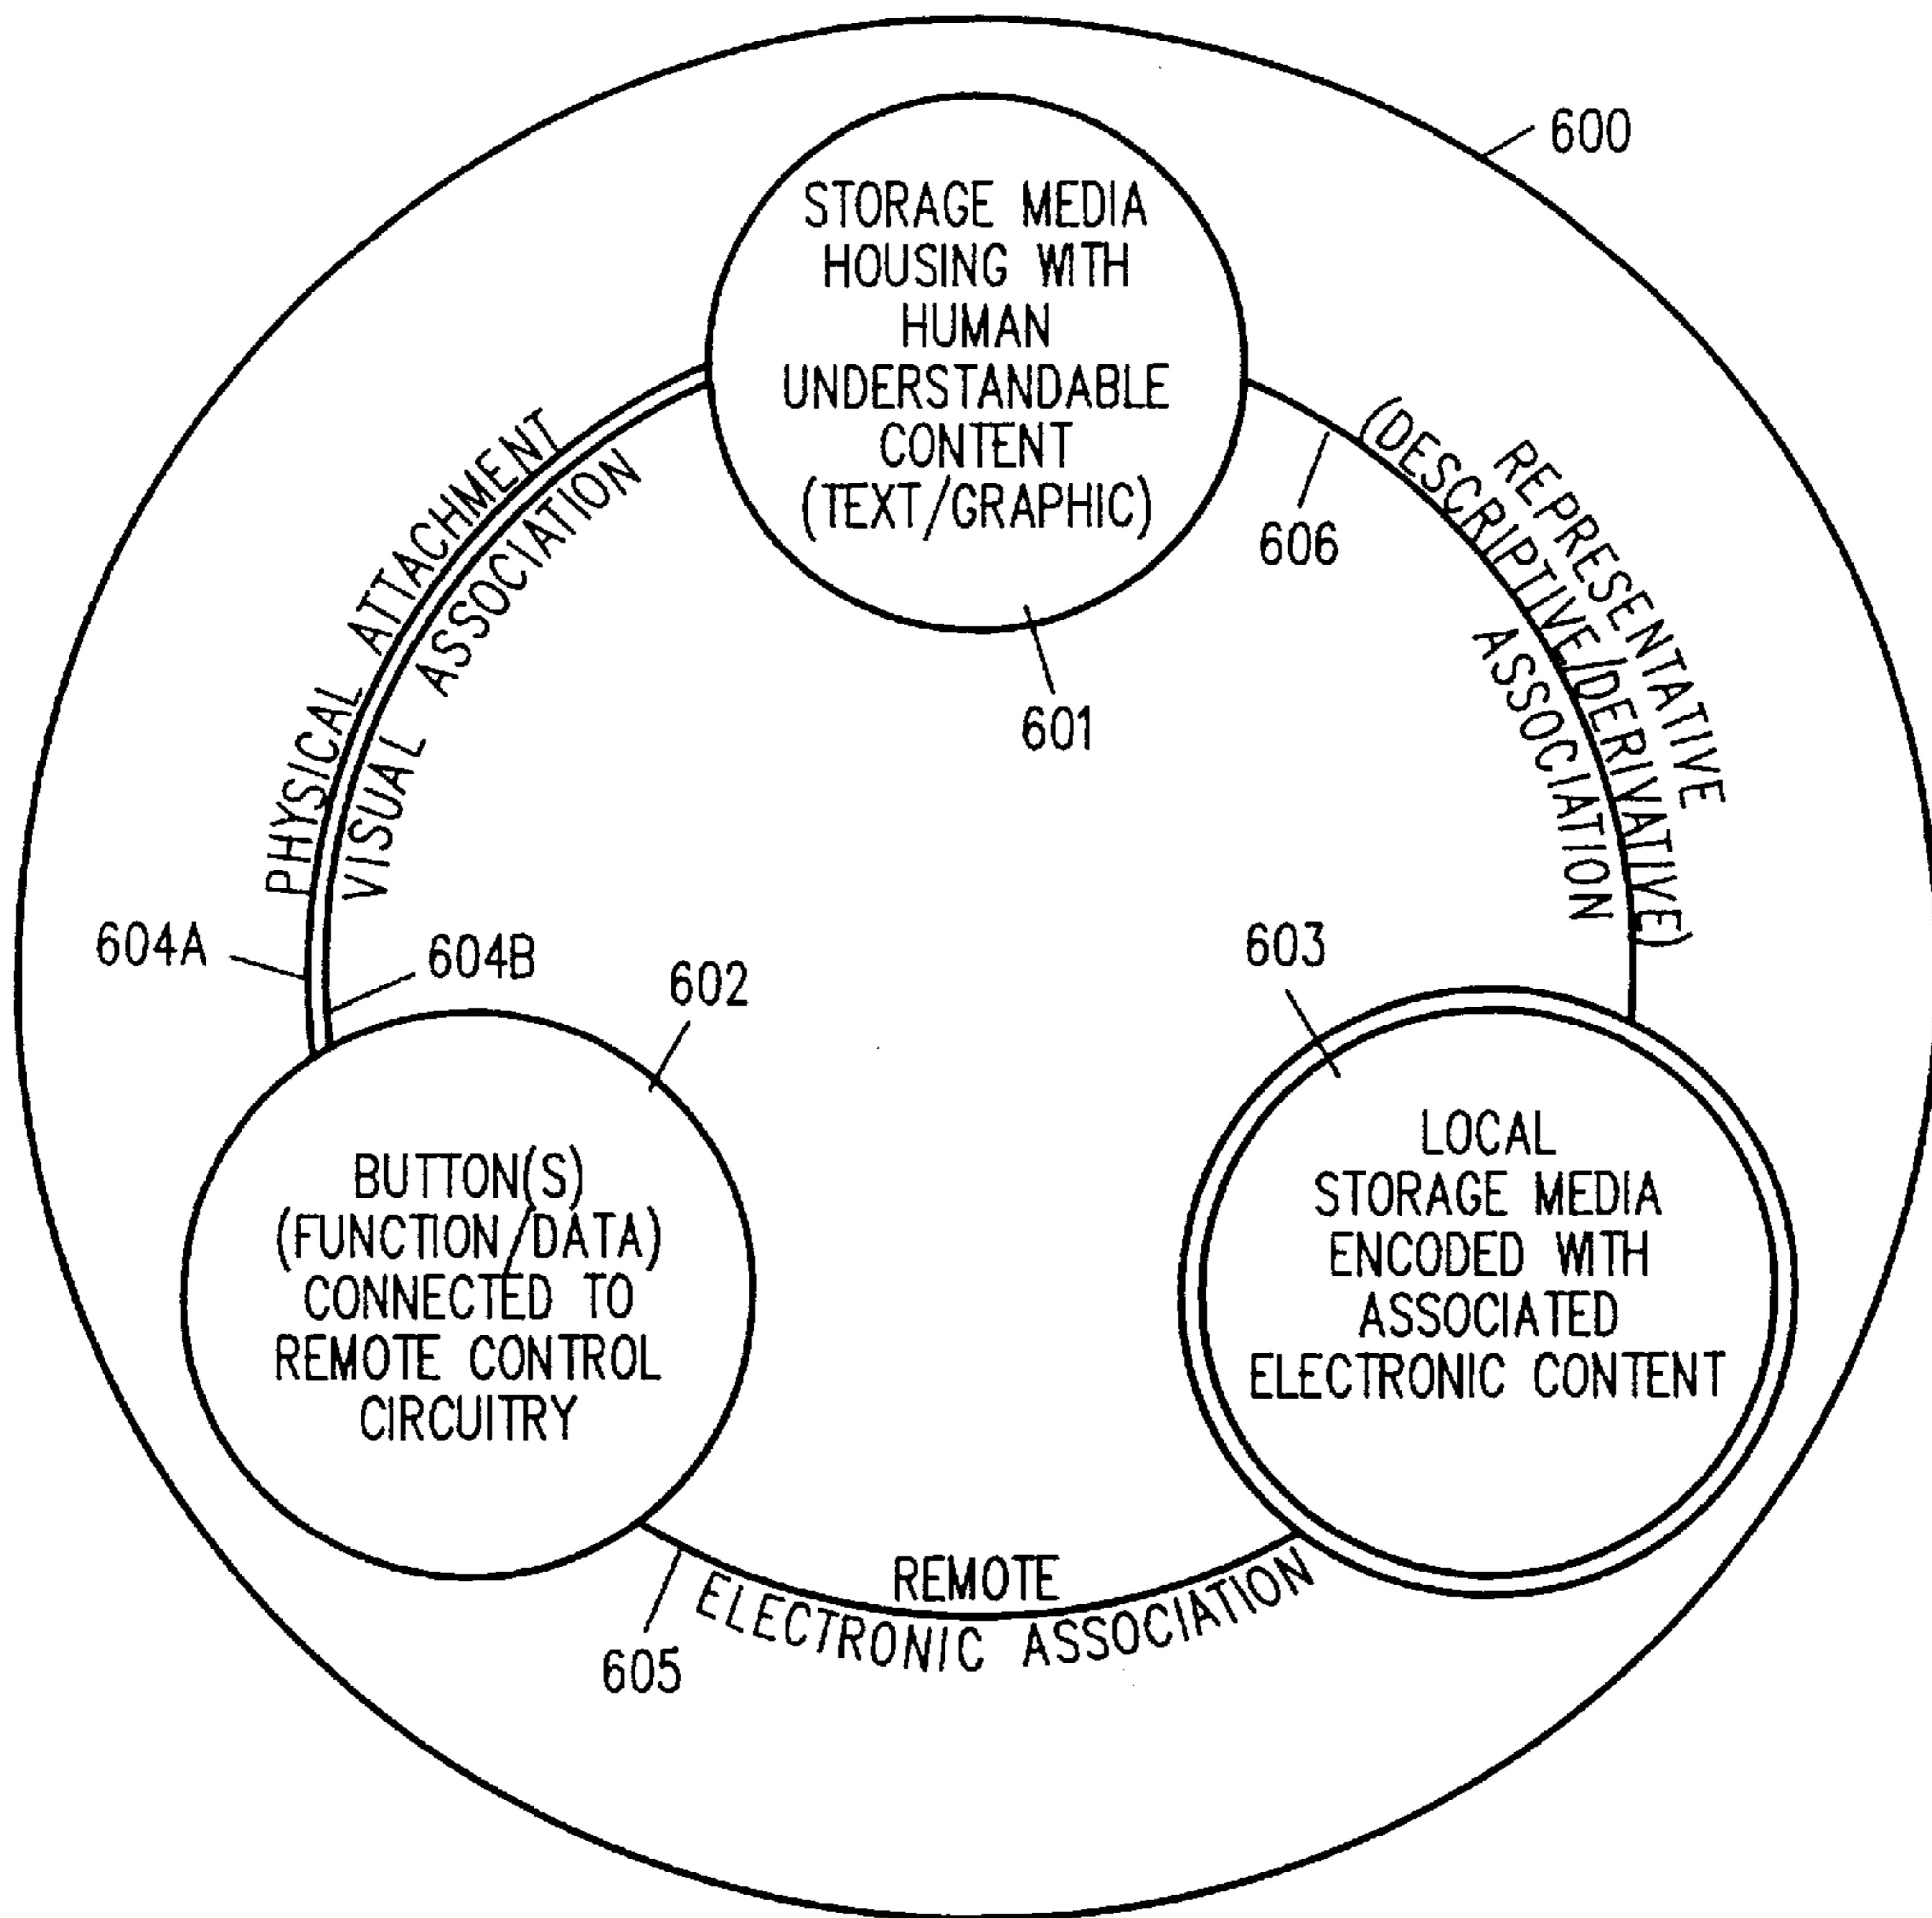 600
STORAGE MEDIA
HOUSING WITH
HUMAN
UNDERSTANDABLE
CONTENT
(TEXT/GRAPHIC)
601
606
PHYSICAL ATTACHMENT
VISUAL ASSOCIATION
REPRESENTATIVE
(DESCRIPTIVE/DERIVATIVE)
ASSOCIATION
604A
604B
602
603
BUTTON(S)
(FUNCTION/DATA)
CONNECTED TO
REMOTE CONTROL
CIRCUITRY
LOCAL
STORAGE MEDIA
ENCODED WITH
ASSOCIATED
ELECTRONIC CONTENT
REMOTE
ELECTRONIC ASSOCIATION
605